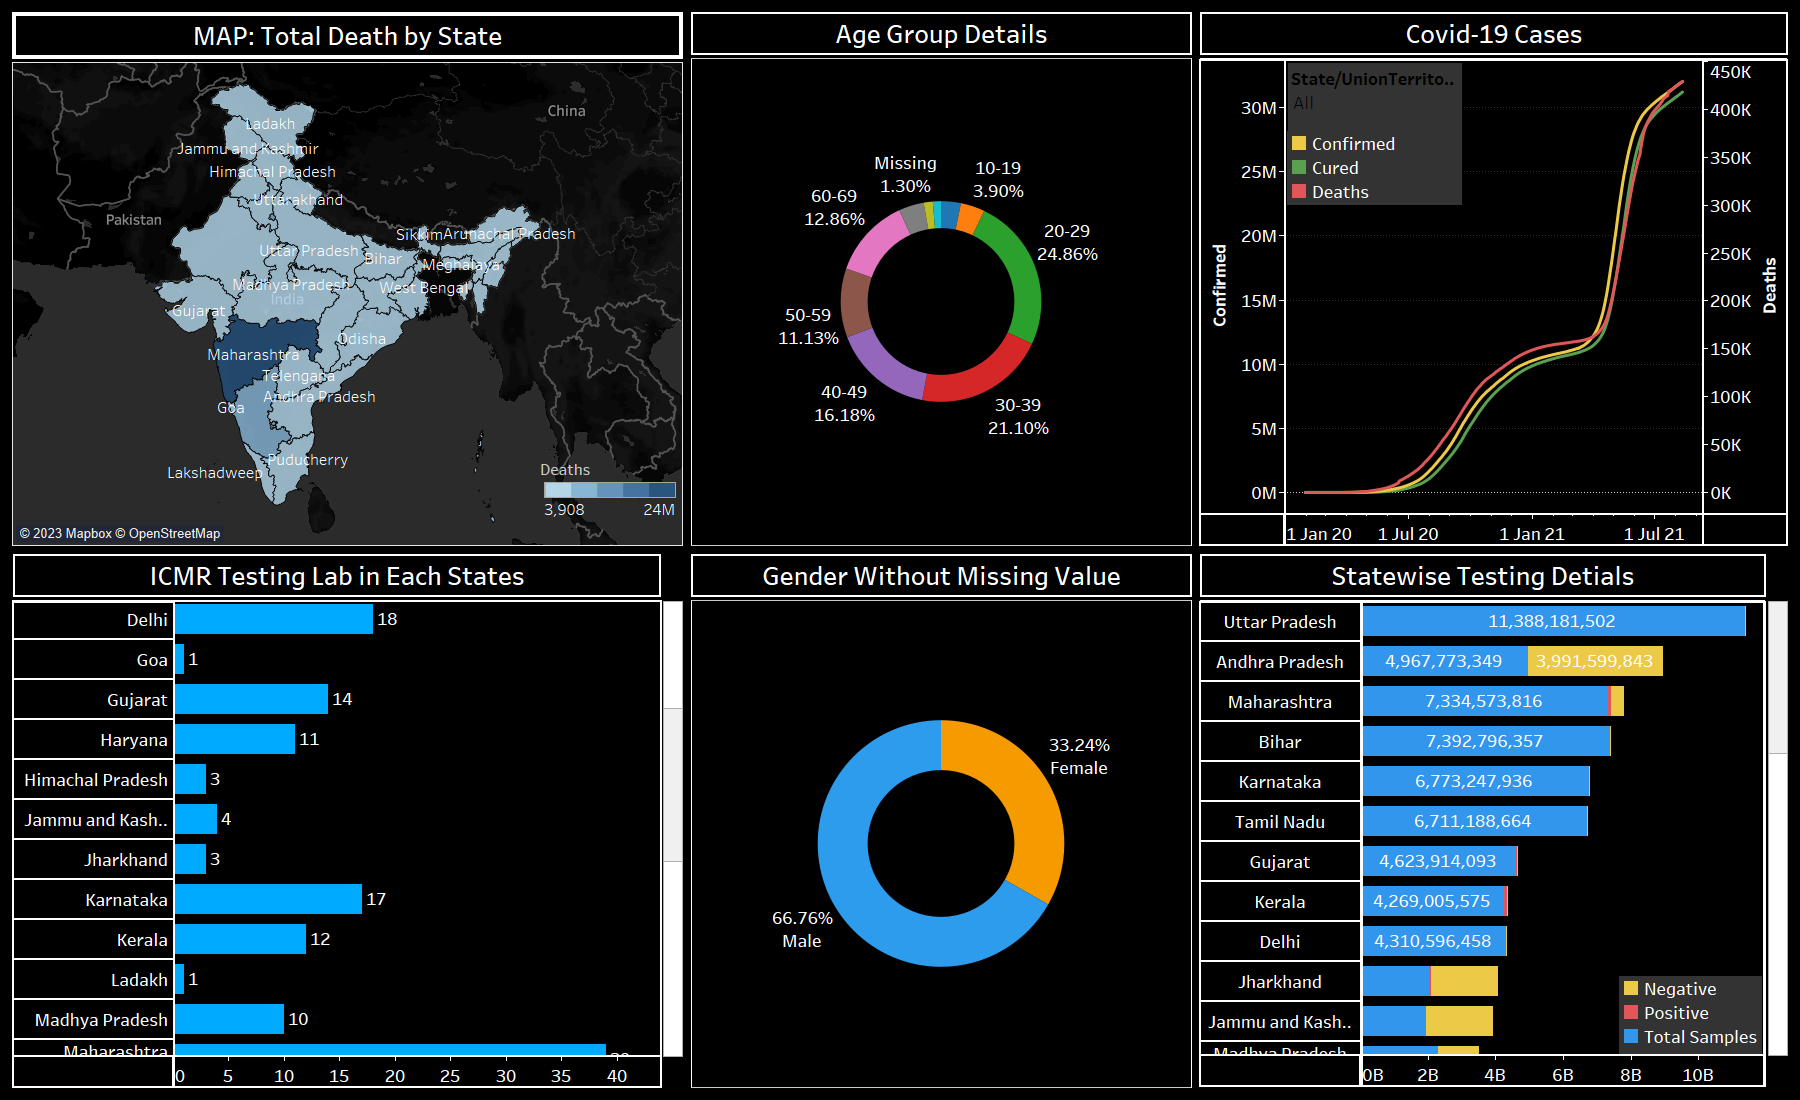 MAP: Total Death by State
China
Ladakh
Jammu and Kashmir
Himachal Pradesh
Uttarakhand
Pakistan
Sikkim
Arunachal Pradesh
Uttar Pradesh
Bihar
Meghalaya
Madhya Pradesh
West Bengal
India
Gujarat
Odisha
Maharashtra
Telengana
Andhra Pradesh
Goa
Puducherry
Lakshadweep
Deaths
3,908
24M
© 2023 Mapbox © OpenStreetMap
Age Group Details
Missing
1.30%
10-19
3.90%
60-69
12.86%
20-29
24.86%
50-59
11.13%
40-49
16.18%
30-39
21.10%
Covid-19 Cases
State/UnionTerrito..
All
Confirmed
Cured
Deaths
30M
25M
20M
15M
10M
5M
0M
Confirmed
450K
400K
350K
300K
250K
200K
150K
100K
50K
0K
Deaths
1 Jan 20
1 Jul 20
1 Jan 21
1 Jul 21
ICMR Testing Lab in Each States
Delhi 18
Goa 1
Gujarat 14
Haryana 11
Himachal Pradesh 3
Jammu and Kash.. 4
Jharkhand 3
Karnataka 17
Kerala 12
Ladakh 1
Madhya Pradesh 10
Maharashtra
0 5 10 15 20 25 30 35 40
Gender Without Missing Value
33.24%
Female
66.76%
Male
Statewise Testing Detials
Uttar Pradesh 11,388,181,502
Andhra Pradesh 4,967,773,349 3,991,599,843
Maharashtra 7,334,573,816
Bihar 7,392,796,357
Karnataka 6,773,247,936
Tamil Nadu 6,711,188,664
Gujarat 4,623,914,093
Kerala 4,269,005,575
Delhi 4,310,596,458
Jharkhand
Jammu and Kash..
Madhya Pradesh
Negative
Positive
Total Samples
0B 2B 4B 6B 8B 10B